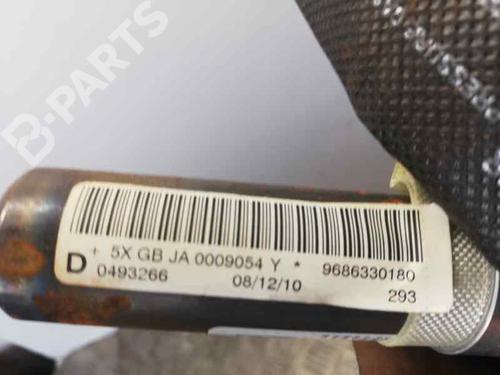 B-PARTS
+ 5X GB JA 0009054 Y * 9686330180
D 0493266 08/12/10 293